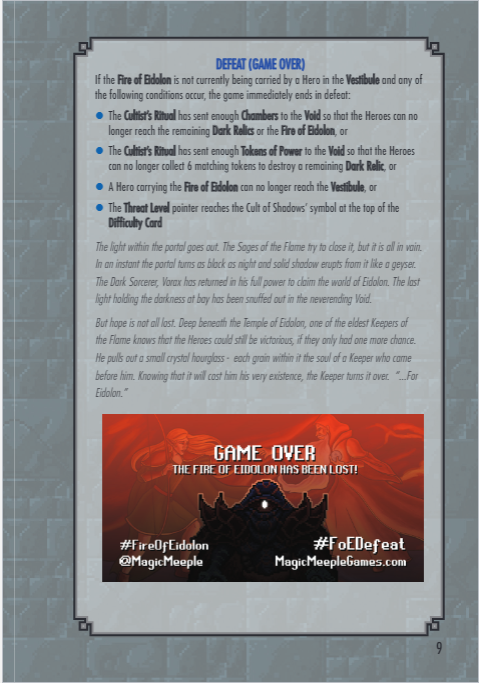 DEFEAT (GAME OVER)
If the Fire of Eidolon is not currently being carried by a Hero in the Vestibule and any of
the following conditions occur, the game immediately ends in defeat:
● The Cultist's Ritual has sent enough Chambers to the Void so that the Heroes can no
longer reach the remaining Dark Relics or the Fire of Eidolon, or
● The Cultist's Ritual has sent enough Tokens of Power to the Void so that the Heroes
can no longer collect 6 matching tokens to destroy a remaining Dark Relic, or
● A Hero carrying the Fire of Eidolon can no longer reach the Vestibule, or
● The Threat Level pointer reaches the Cult of Shadows' symbol at the top of the
Difficulty Card
The light within the portal goes out. The Sages of the Flame try to close it, but it is all in vain.
In an instant the portal turns as black as night and solid shadow erupts from it like a geyser.
The Dark Sorcerer, Vorax has returned in his full power to claim the world of Eidolon. The last
light holding the darkness at bay has been snuffed out in the neverending Void.
But hope is not all lost. Deep beneath the Temple of Eidolon, one of the eldest Keepers of
the Flame knows that the Heroes could still be victorious, if they only had one more chance.
He pulls out a small crystal hourglass - each grain within it the soul of a Keeper who came
before him. Knowing that it will cost him his very existence, the Keeper turns it over. "...For
Eidolon."
GAME OVER
THE FIRE OF EIDOLON HAS BEEN LOST!
#FireOfEidolon
@MagicMeeple
#FoEDefeat
MagicMeepleGames.com
9